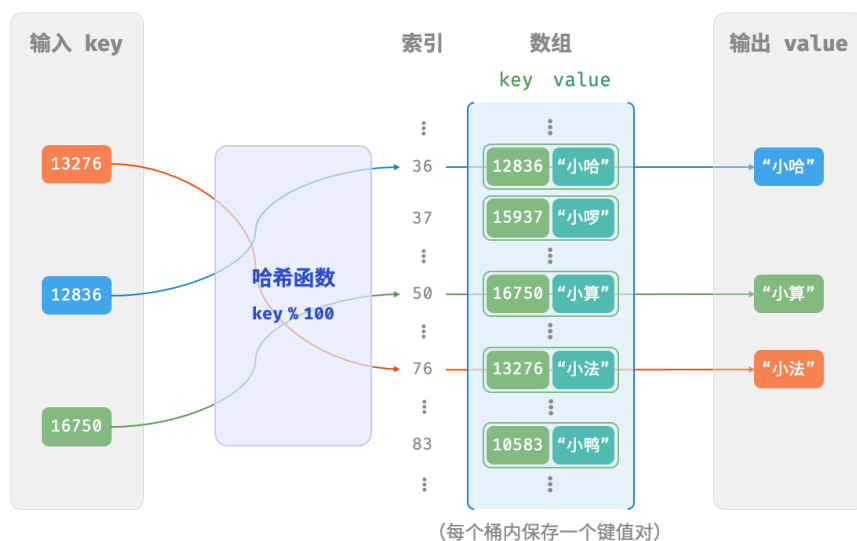 输入 key
索引
数组
输出 value
key value
13276
36
12836 “小哈”
“小哈”
37
15937 “小啰”
哈希函数
key % 100
12836
50
16750 “小算”
“小算”
76
13276 “小法”
“小法”
16750
83
10583 “小鸭”
（每个桶内保存一个键值对）